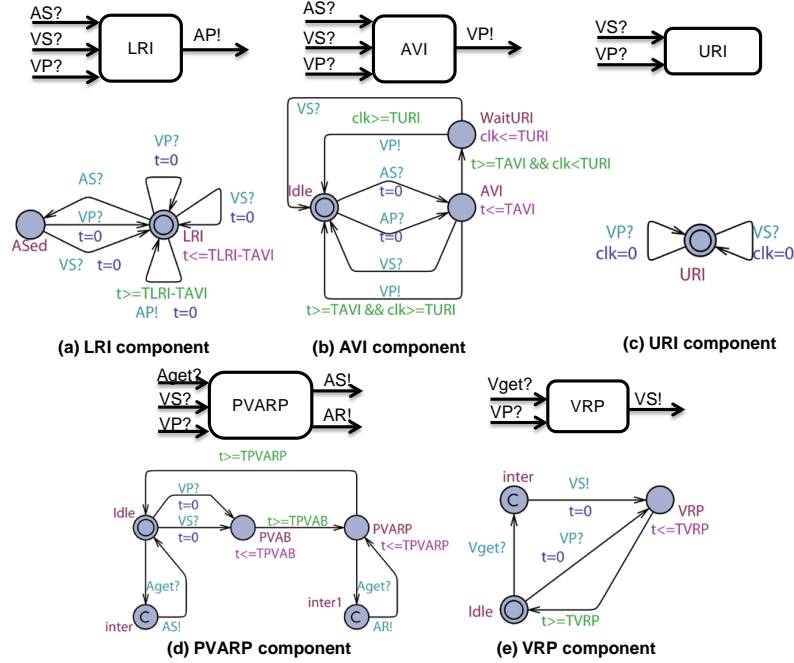 AS?
VS?
VP?
LRI
AP!
AS?
VS?
VP?
AVI
VP!
VS?
VP?
URI
VP?
t=0
AS?
VS?
t=0
VP?
t=0
ASed
LRI
t<=TLRI-TAVI
VS? t=0
t>=TLRI-TAVI
AP! t=0
VS?
WaitURI
clk>=TURI
clk<=TURI
VP!
t>=TAVI && clk<TURI
Idle
AS?
t=0
AVI
t<=TAVI
AP?
t=0
VS?
VP!
t>=TAVI && clk>=TURI
VP?
clk=0
VS?
clk=0
URI
(a) LRI component
(b) AVI component
(c) URI component
Aget?
VS?
VP?
PVARP
AS!
AR!
Vget?
VP?
VRP
VS!
t>=TPVARP
Idle
VP?
t=0
VS?
t=0
t>=TPVAB
PVAB
t<=TPVAB
PVARP
t<=TPVARP
Aget?
C
inter
AS!
Aget?
inter1
C
AR!
inter
C
VS!
t=0
VRP
t<=TVRP
VP?
t=0
Vget?
Idle
t>=TVRP
(d) PVARP component
(e) VRP component